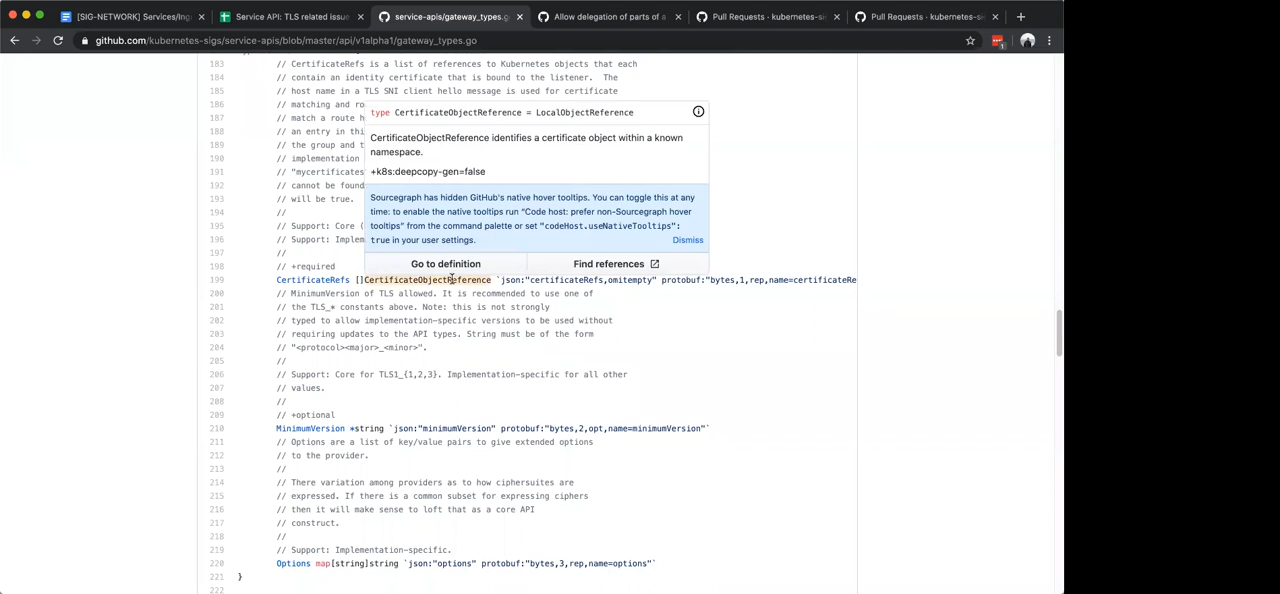 [SIG-NETWORK] Services/Ing
Service API: TLS related issue
service-apis/gateway_types.g
Allow delegation of parts of a
Pull Requests · kubernetes-si
Pull Requests · kubernetes-si
github.com/kubernetes-sigs/service-apis/blob/master/api/v1alpha1/gateway_types.go
183 // CertificateRefs is a list of references to Kubernetes objects that each
184 // contain an identity certificate that is bound to the listener. The
185 // host name in a TLS SNI client hello message is used for certificate
186 // matching and ro
187 // match a route h
188 // an entry in thi
189 // the group and t
190 // implementation
191 // "mycertificates
192 // cannot be found
193 // will be true.
194 //
195 // Support: Core (
196 // Support: Implem
197 //
198 // +required
type CertificateObjectReference = LocalObjectReference
CertificateObjectReference identifies a certificate object within a known
namespace.
+k8s:deepcopy-gen=false
Sourcegraph has hidden GitHub's native hover tooltips. You can toggle this at any
time: to enable the native tooltips run "Code host: prefer non-Sourcegraph hover
tooltips" from the command palette or set "codeHost.useNativeTooltips":
true in your user settings.
Dismiss
Go to definition
Find references
199 CertificateRefs []CertificateObjectReference `json:"certificateRefs,omitempty" protobuf:"bytes,1,rep,name=certificateRe
200 // MinimumVersion of TLS allowed. It is recommended to use one of
201 // the TLS_* constants above. Note: this is not strongly
202 // typed to allow implementation-specific versions to be used without
203 // requiring updates to the API types. String must be of the form
204 // "<protocol><major>_<minor>".
205 //
206 // Support: Core for TLS1_{1,2,3}. Implementation-specific for all other
207 // values.
208 //
209 // +optional
210 MinimumVersion *string `json:"minimumVersion" protobuf:"bytes,2,opt,name=minimumVersion"`
211 // Options are a list of key/value pairs to give extended options
212 // to the provider.
213 //
214 // There variation among providers as to how ciphersuites are
215 // expressed. If there is a common subset for expressing ciphers
216 // then it will make sense to loft that as a core API
217 // construct.
218 //
219 // Support: Implementation-specific.
220 Options map[string]string `json:"options" protobuf:"bytes,3,rep,name=options"`
221 }
222